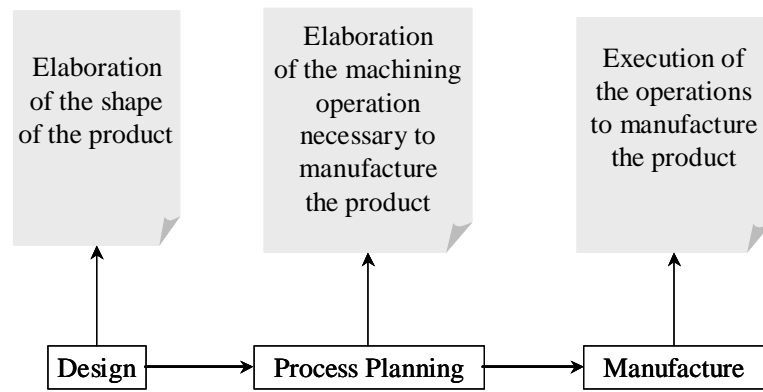 Elaboration
of the shape
of the product
Elaboration
of the machining
operation
necessary to
manufacture
the product
Execution of
the operations
to manufacture
the product
Design
Process Planning
Manufacture